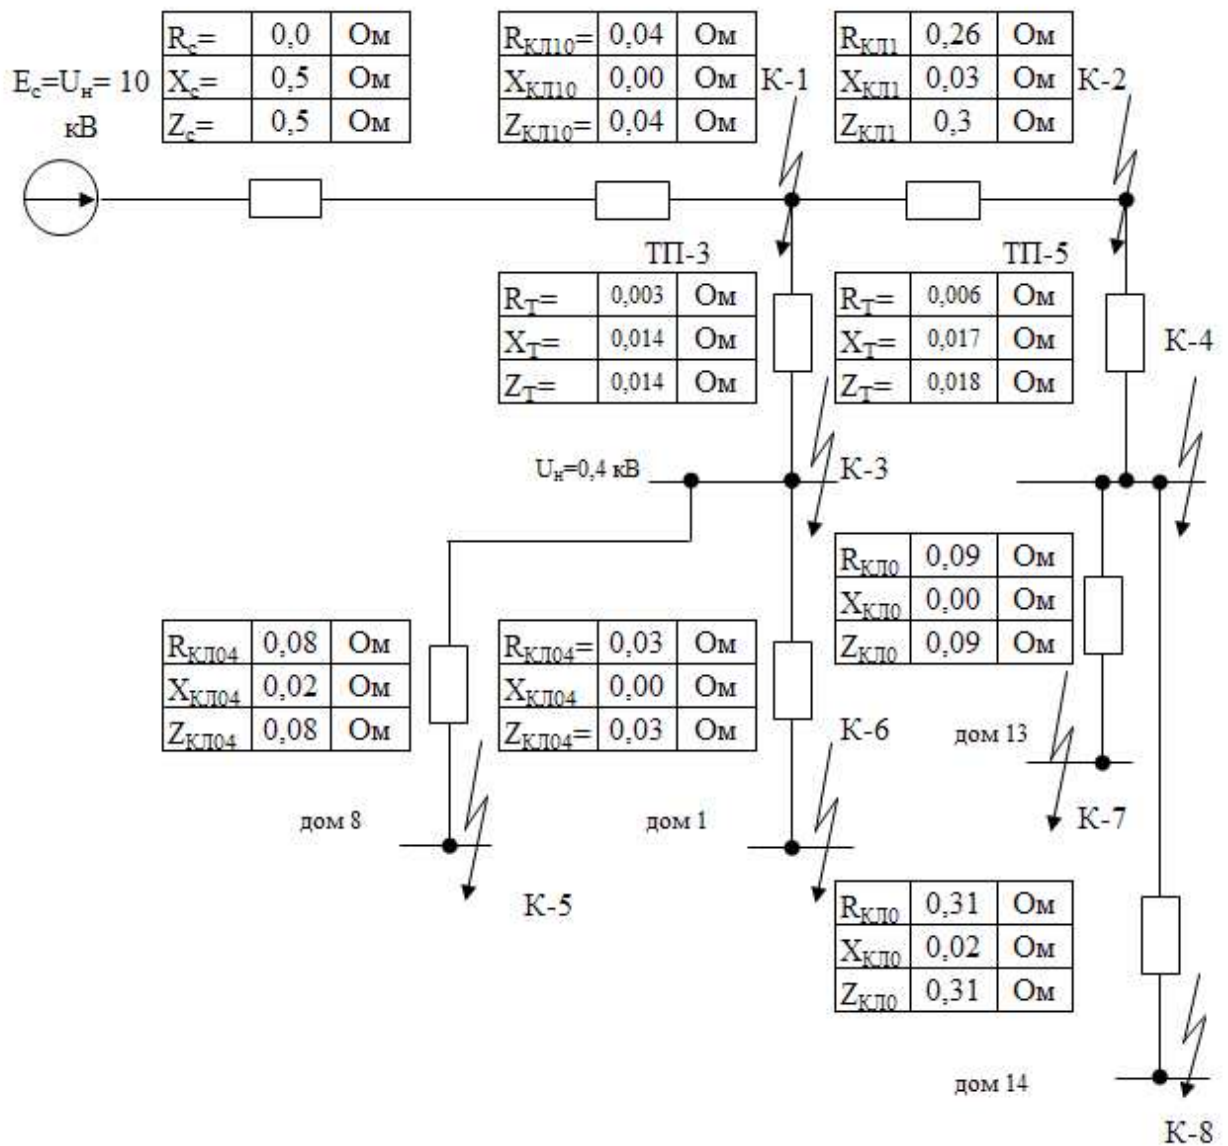 Eс=Uн= 10 кВ
Rс= 0,0 Ом
Xс= 0,5 Ом
Zс= 0,5 Ом
RКЛ10= 0,04 Ом
XКЛ10 0,00 Ом
ZКЛ10= 0,04 Ом
К-1
RКЛ1 0,26 Ом
XКЛ1 0,03 Ом
ZКЛ1 0,3 Ом
К-2
ТП-3
RТ= 0,003 Ом
XТ= 0,014 Ом
ZТ= 0,014 Ом
ТП-5
RТ= 0,006 Ом
XТ= 0,017 Ом
ZТ= 0,018 Ом
К-4
Uн=0,4 кВ
К-3
RКЛ0 0,09 Ом
XКЛ0 0,00 Ом
ZКЛ0 0,09 Ом
RКЛ04 0,08 Ом
XКЛ04 0,02 Ом
ZКЛ04 0,08 Ом
RКЛ04= 0,03 Ом
XКЛ04 0,00 Ом
ZКЛ04= 0,03 Ом
К-6
дом 13
дом 8
дом 1
К-7
К-5
RКЛ0 0,31 Ом
XКЛ0 0,02 Ом
ZКЛ0 0,31 Ом
дом 14
К-8